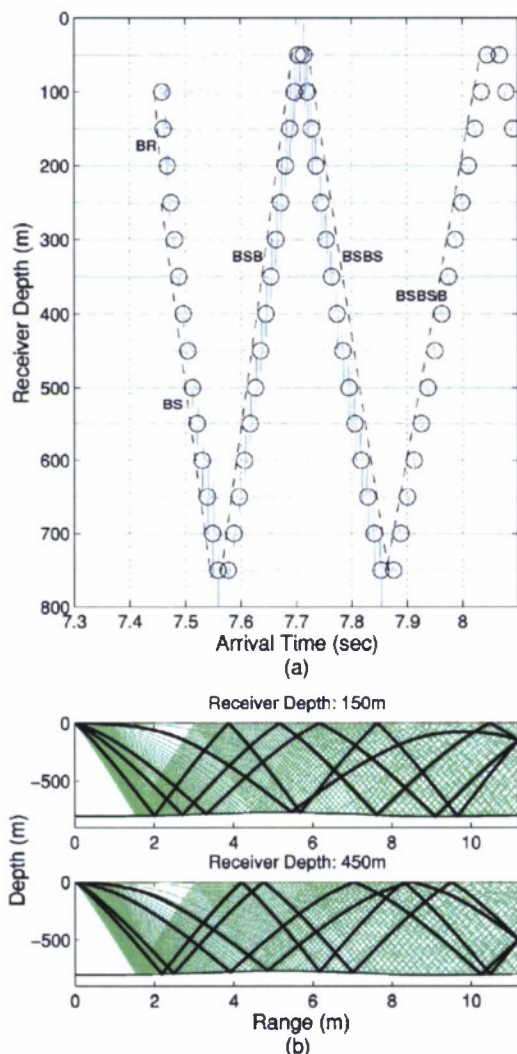 0
100
BR
200
300
BSB
BSBS
BSBSB
400
500
BS
600
700
800
Receiver Depth (m)
7.3
7.4
7.5
7.6
7.7
7.8
7.9
8
Arrival Time (sec)
(a)
Receiver Depth: 150m
0
-500
0
2
4
6
8
10
Receiver Depth: 450m
0
-500
Depth (m)
0
2
4
6
8
10
Range (m)
(b)